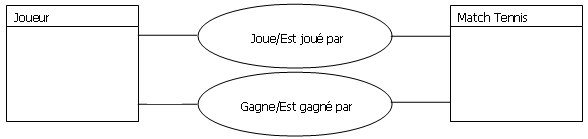 Joueur
Joue/Est joué par
Match Tennis
Gagne/Est gagné par